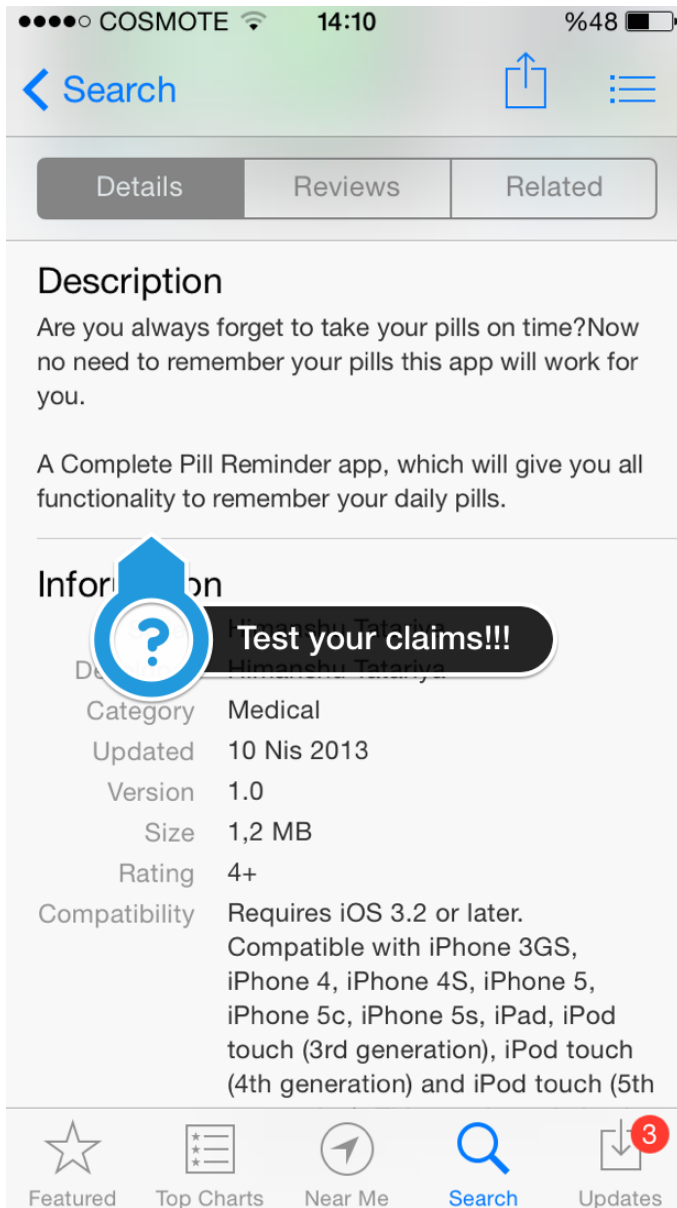 COSMOTE 14:10 %48
Search
Details Reviews Related
Description
Are you always forget to take your pills on time?Now
no need to remember your pills this app will work for
you.
A Complete Pill Reminder app, which will give you all
functionality to remember your daily pills.
Information
Himanshu Tatariya
? Test your claims!!!
Himanshu Tatariya
Category Medical
Updated 10 Nis 2013
Version 1.0
Size 1,2 MB
Rating 4+
Compatibility Requires iOS 3.2 or later.
Compatible with iPhone 3GS,
iPhone 4, iPhone 4S, iPhone 5,
iPhone 5c, iPhone 5s, iPad, iPod
touch (3rd generation), iPod touch
(4th generation) and iPod touch (5th
3
Featured Top Charts Near Me Search Updates